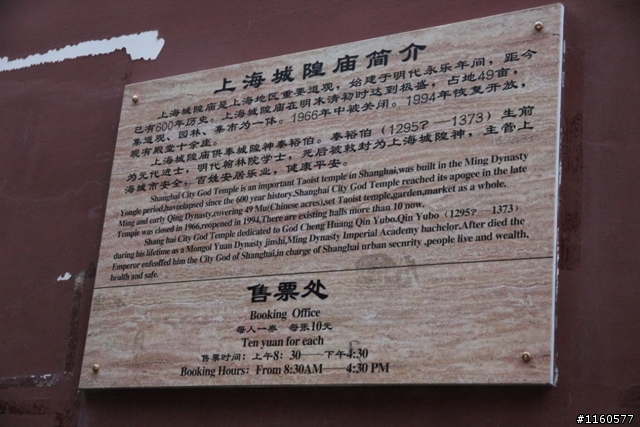 上海城隍庙简介
上海城隍庙是上海地区重要道观，始建于明代永乐年间，距今
已有600年历史。上海城隍庙在明末清初时达到极盛，占地49亩，
集道观、园林、集市为一体。1966年中被关闭。1994年恢复开放，
现有殿堂十余座。
上海城隍庙供奉城隍神秦裕伯。秦裕伯（1295？—1373）生前
为元代进士，明代翰林院学士，死后被敕封为上海城隍神，主管上
海城市安全，百姓安居乐业，健康平安。
Shanghai City God Temple is an important Taoist temple in Shanghai,was built in the Ming Dynasty
Yongle period,haveelapsed since the 600 year history.Shanghai City God Temple reached its apogee in the late
Ming and early Qing Dynasty,covering 49 Mu(Chinese acres),set Taoist temple,garden,market as a whole.
Temple was closed in 1966,reopened in 1994,There are existing halls more than 10 now.
Shang hai City God Temple dedicated to God Cheng Huang Qin Yubo.Qin Yubo（1295？ 1373）
during his lifetime as a Mongol Yuan Dynasty jinshi,Ming Dynasty Imperial Academy bachelor.After died the
Emperor enfeoffed him the City God of Shanghai,in charge of Shanghai urban secnrity ,people live and wealth,
health and safe.
售票处
Booking Office
每人一券 每张10元
Ten yuan for each
售票时间：上午8：30——下午4:30
Booking Hours：From 8:30AM——4:30 PM
#1160577